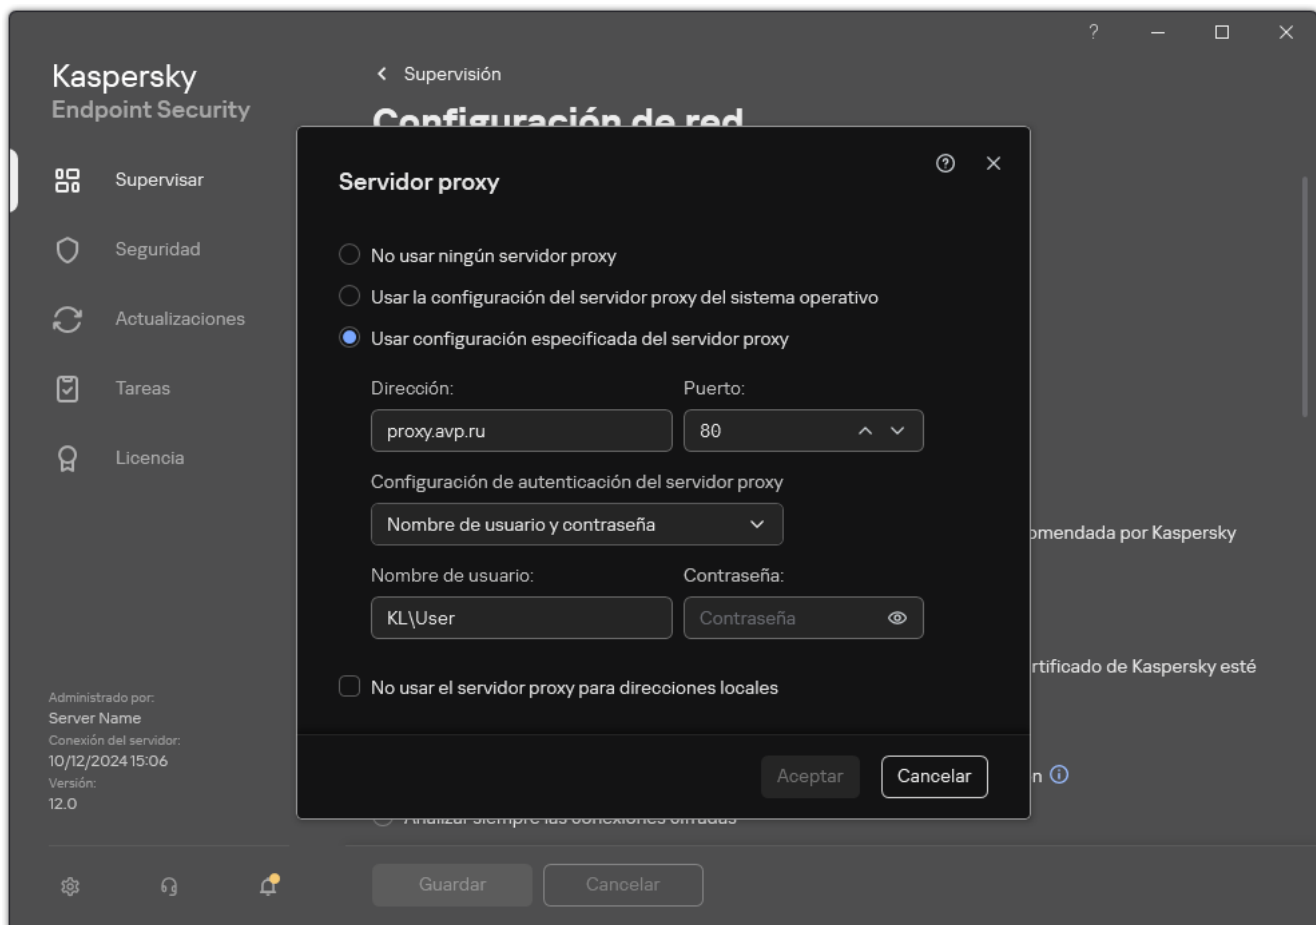 Kaspersky
Endpoint Security
Supervisar
Seguridad
Actualizaciones
Tareas
Licencia
Administrado por:
Server Name
Conexión del servidor:
10/12/2024 15:06
Versión:
12.0
?
Supervisión
Configuración de red
Servidor proxy
No usar ningún servidor proxy
Usar la configuración del servidor proxy del sistema operativo
Usar configuración especificada del servidor proxy
Dirección: Puerto:
proxy.avp.ru 80
Configuración de autenticación del servidor proxy
Nombre de usuario y contraseña
Nombre de usuario: Contraseña:
KL\User Contraseña
No usar el servidor proxy para direcciones locales
Aceptar Cancelar
omendada por Kaspersky
rtificado de Kaspersky esté
n
Analizar siempre las conexiones cifradas
Guardar Cancelar